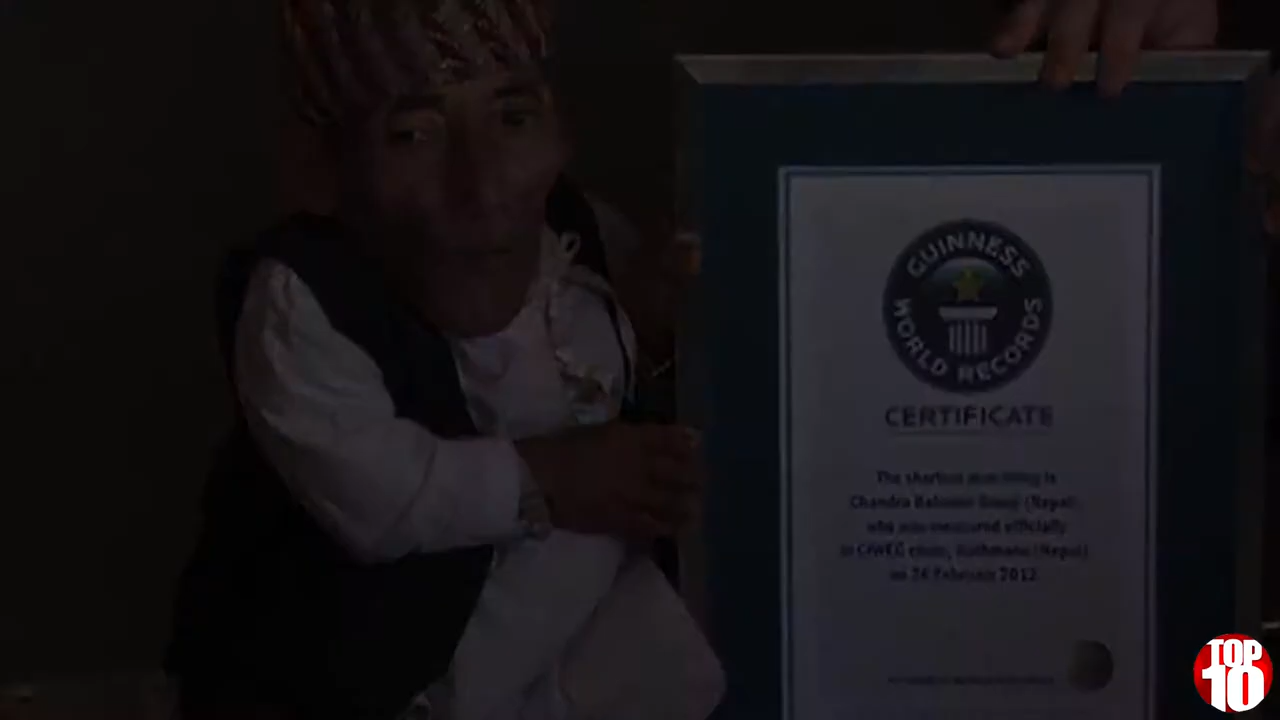 GUINNESS
WORLD RECORDS
CERTIFICATE
The shortest man living is
Chandra Bahadur Dangi (Nepal)
who was measured officially
in CIWEC clinic, Kathmandu (Nepal)
on 26 February 2012
TOP
10